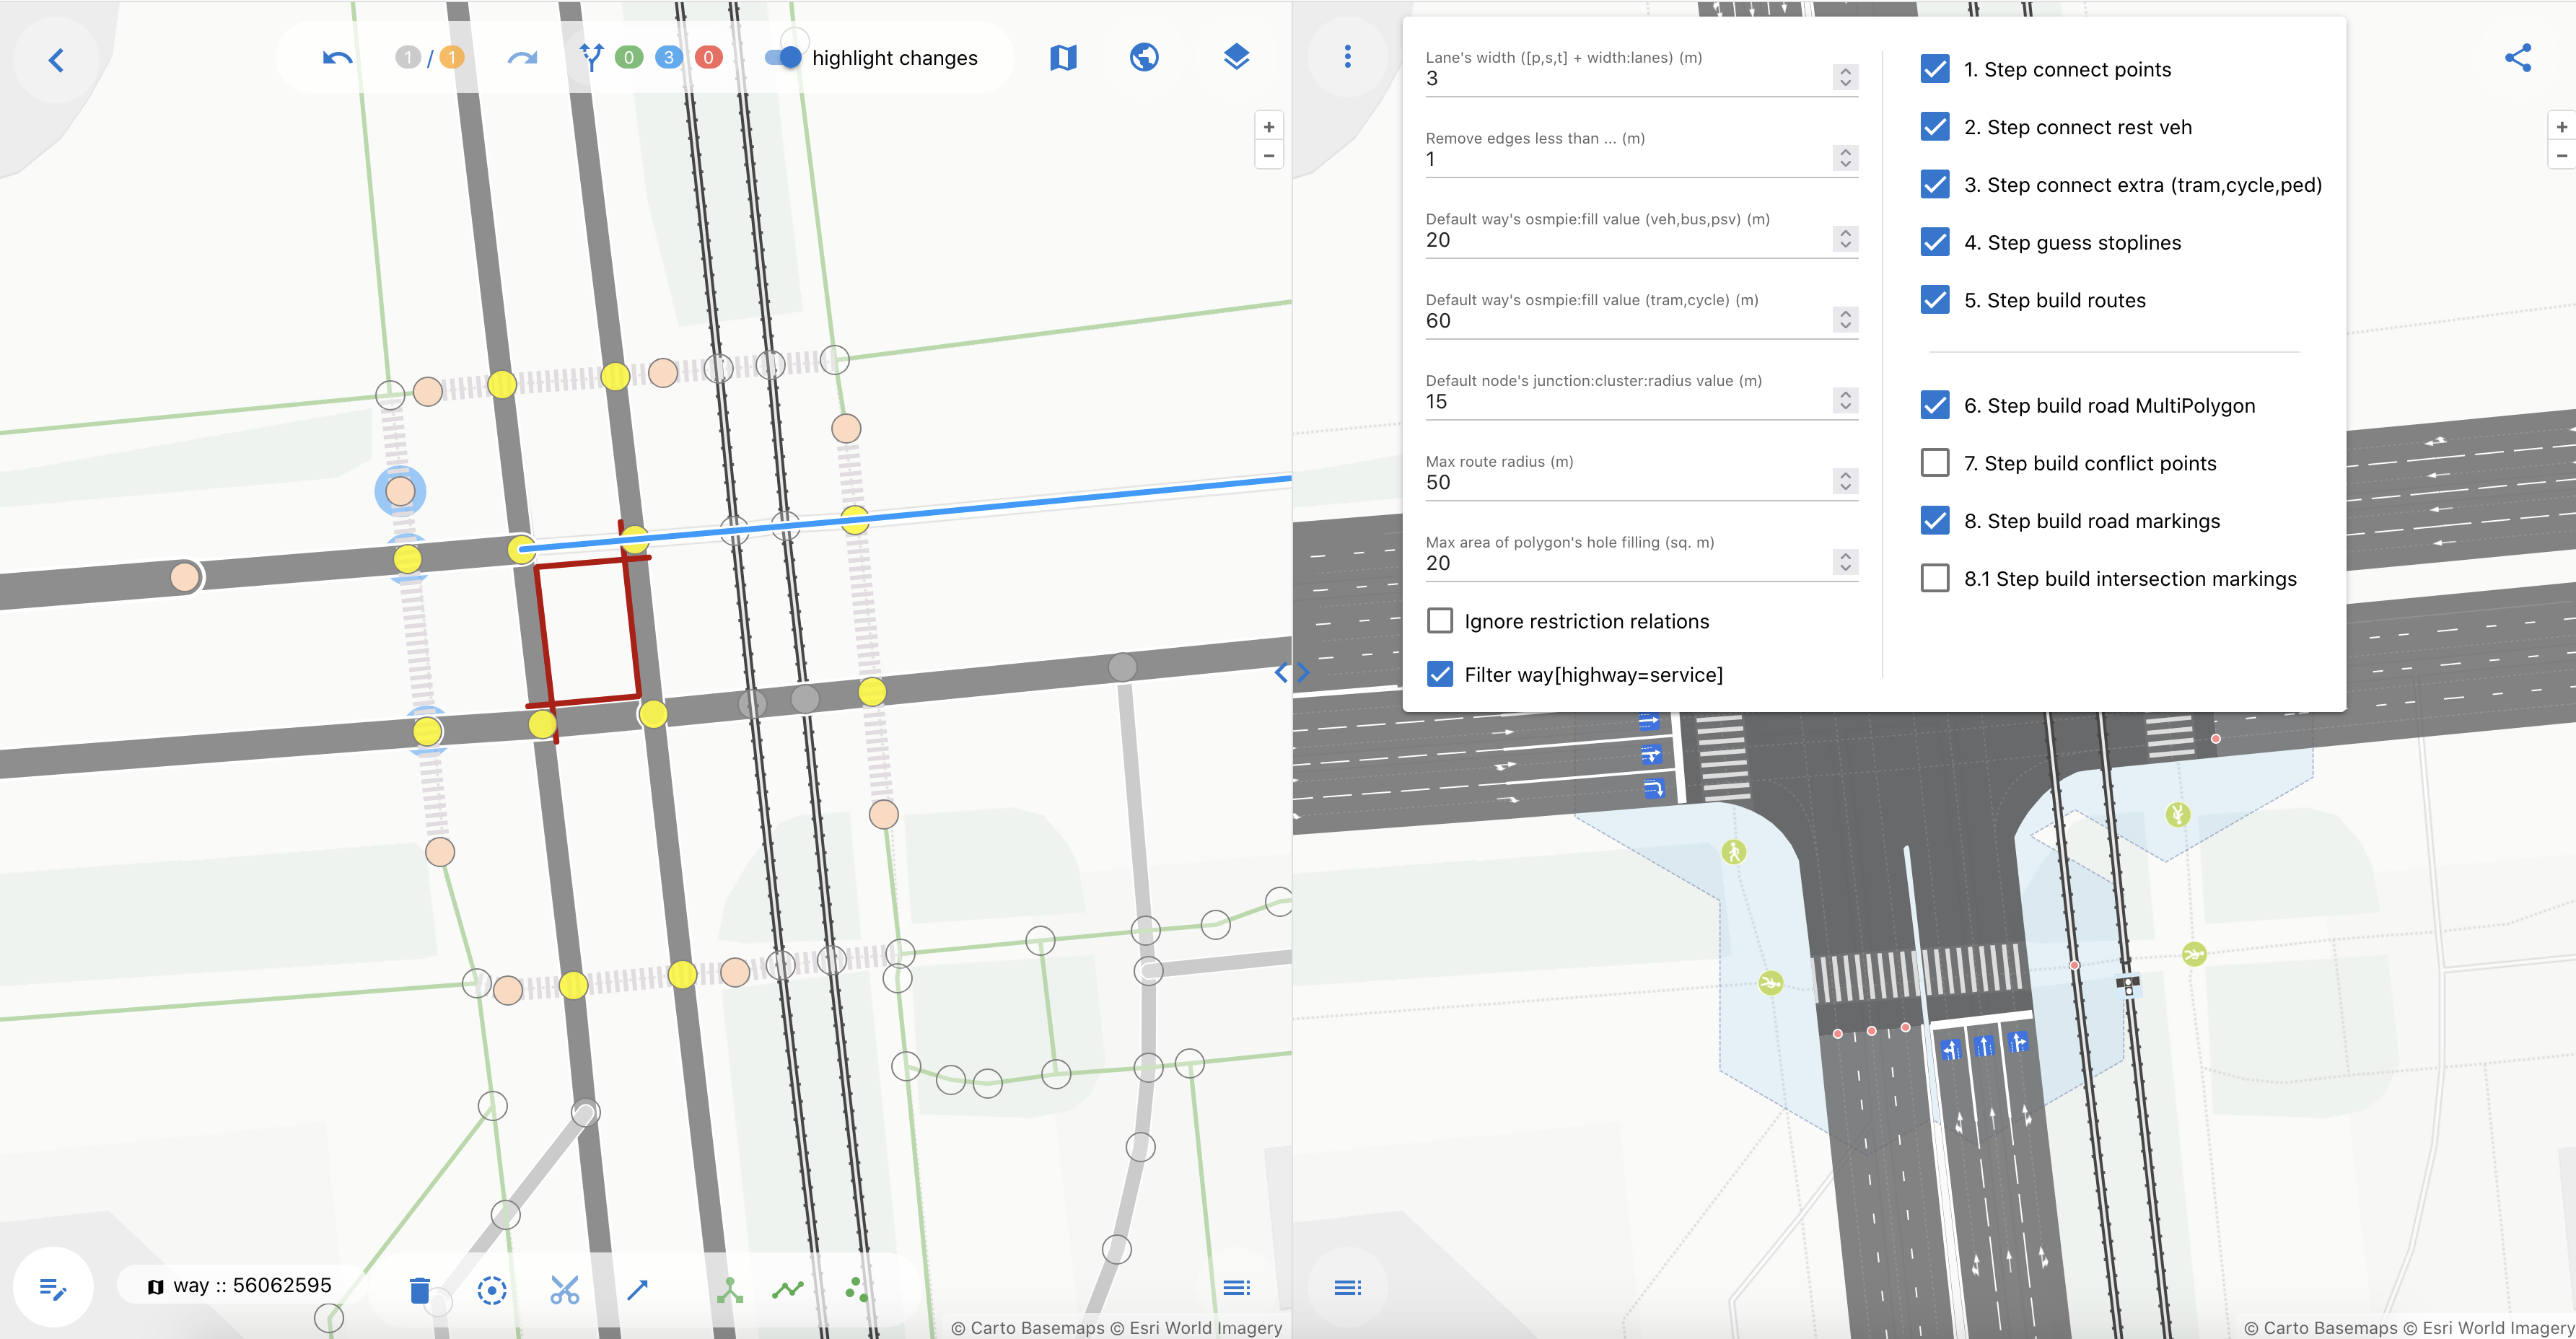 1 / 1
0 3 0
highlight changes
+
−
way :: 56062595
© Carto Basemaps © Esri World Imagery
Lane's width ([p,s,t] + width:lanes) (m)
3
Remove edges less than ... (m)
1
Default way's osmpie:fill value (veh,bus,psv) (m)
20
Default way's osmpie:fill value (tram,cycle) (m)
60
Default node's junction:cluster:radius value (m)
15
Max route radius (m)
50
Max area of polygon's hole filling (sq. m)
20
Ignore restriction relations
Filter way[highway=service]
1. Step connect points
2. Step connect rest veh
3. Step connect extra (tram,cycle,ped)
4. Step guess stoplines
5. Step build routes
6. Step build road MultiPolygon
7. Step build conflict points
8. Step build road markings
8.1 Step build intersection markings
+
−
© Carto Basemaps © Esri World Imagery